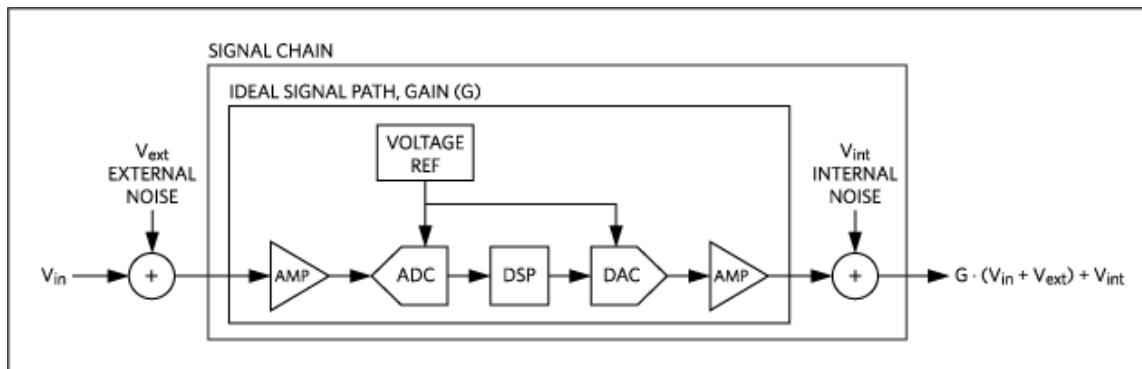 SIGNAL CHAIN
IDEAL SIGNAL PATH, GAIN (G)
VOLTAGE
REF
Vext
EXTERNAL
NOISE
Vint
INTERNAL
NOISE
Vin
+
AMP
ADC
DSP
DAC
AMP
+
G · (Vin + Vext) + Vint